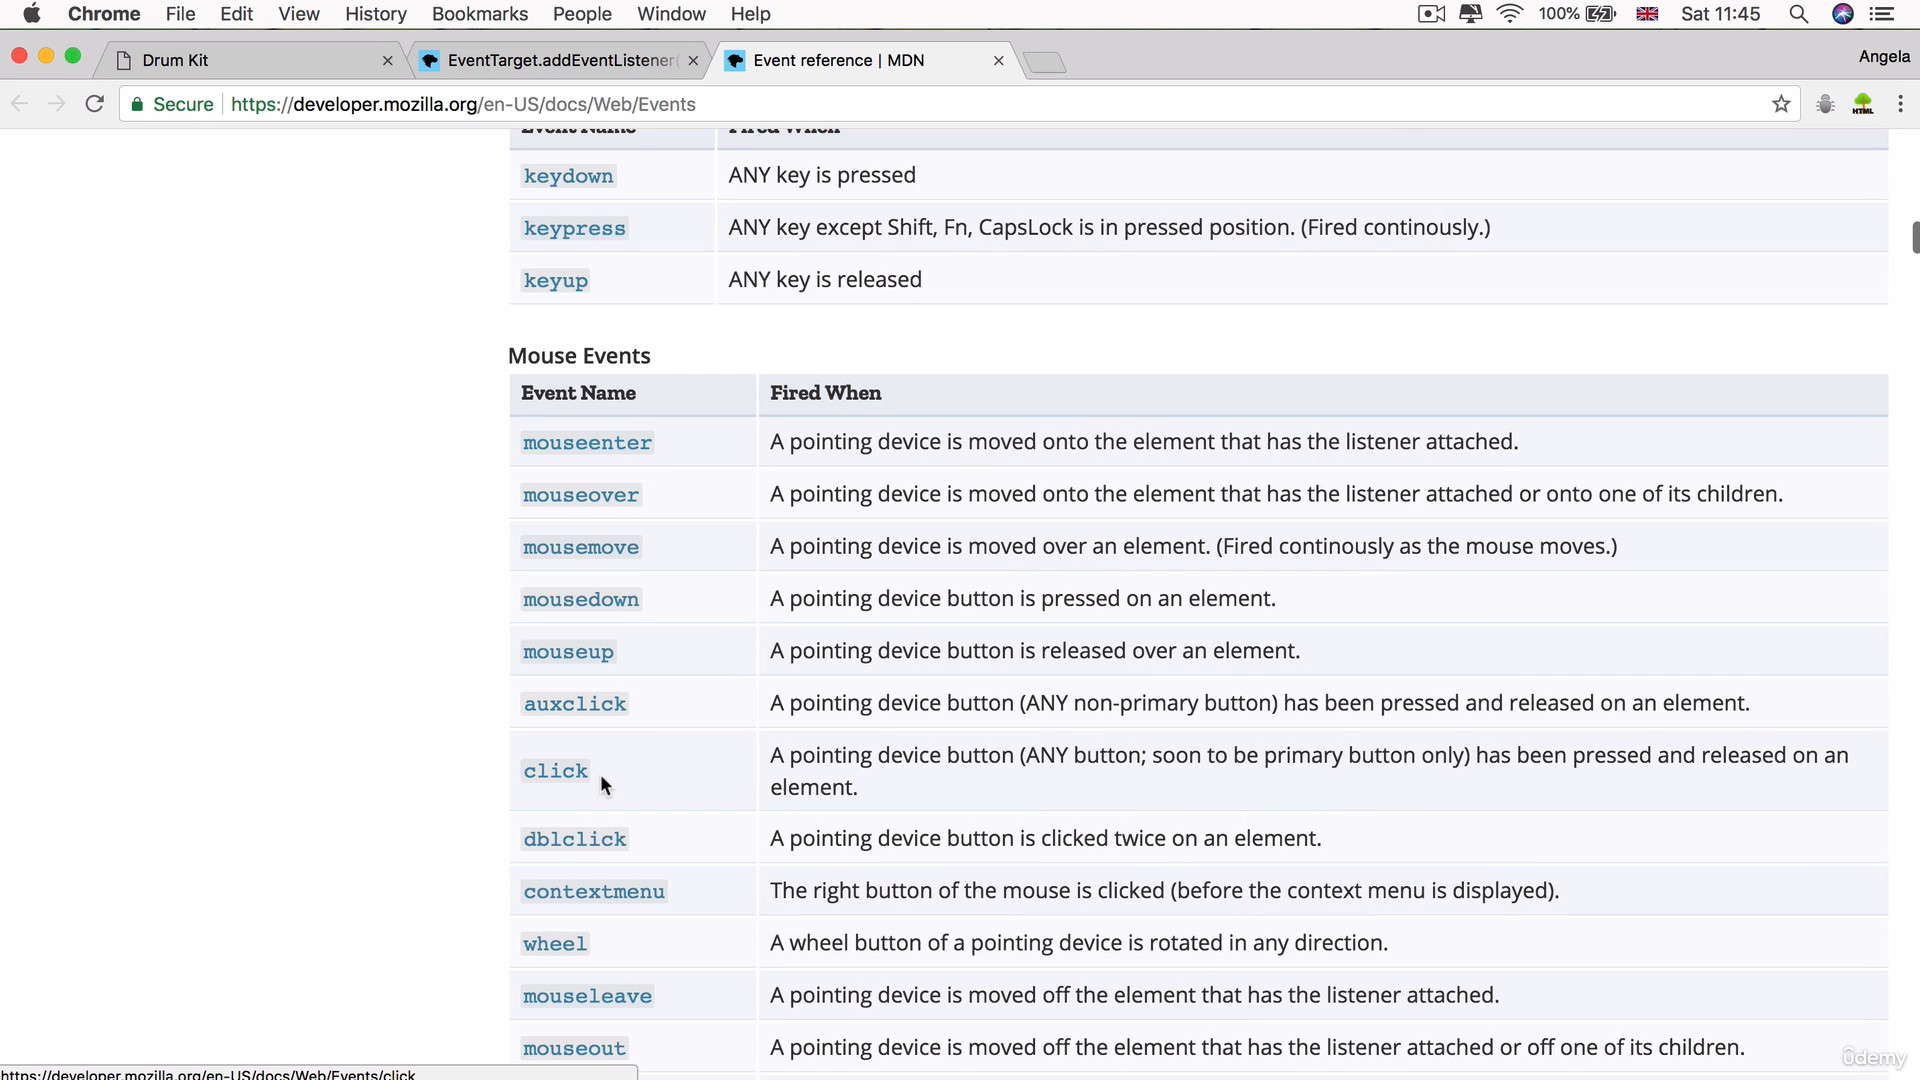 Chrome File Edit View History Bookmarks People Window Help 100% Sat 11:45
Drum Kit EventTarget.addEventListener( Event reference | MDN Angela
Secure https://developer.mozilla.org/en-US/docs/Web/Events HTML
Event Name Fired When
keydown ANY key is pressed
keypress ANY key except Shift, Fn, CapsLock is in pressed position. (Fired continously.)
keyup ANY key is released
Mouse Events
Event Name Fired When
mouseenter A pointing device is moved onto the element that has the listener attached.
mouseover A pointing device is moved onto the element that has the listener attached or onto one of its children.
mousemove A pointing device is moved over an element. (Fired continously as the mouse moves.)
mousedown A pointing device button is pressed on an element.
mouseup A pointing device button is released over an element.
auxclick A pointing device button (ANY non-primary button) has been pressed and released on an element.
click A pointing device button (ANY button; soon to be primary button only) has been pressed and released on an
element.
dblclick A pointing device button is clicked twice on an element.
contextmenu The right button of the mouse is clicked (before the context menu is displayed).
wheel A wheel button of a pointing device is rotated in any direction.
mouseleave A pointing device is moved off the element that has the listener attached.
mouseout A pointing device is moved off the element that has the listener attached or off one of its children.
https://developer.mozilla.org/en-US/docs/Web/Events/click
ûdemy